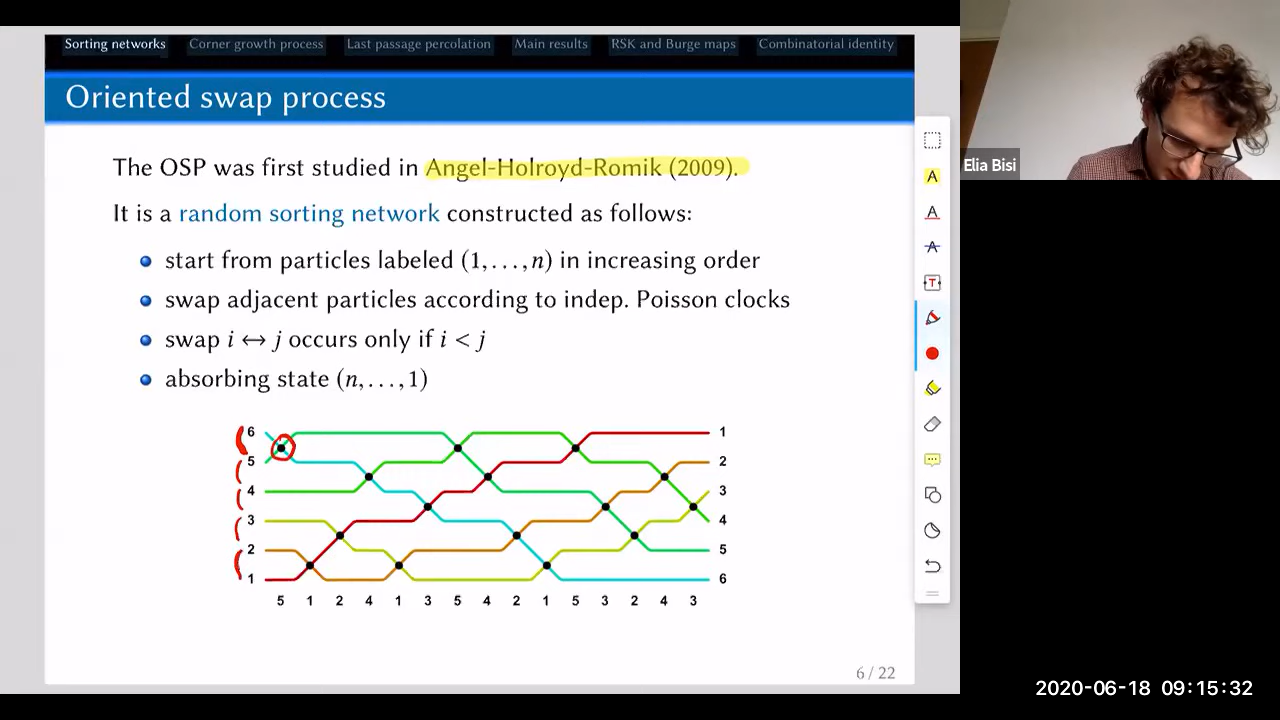 Sorting networks Corner growth process Last passage percolation Main results RSK and Burge maps Combinatorial identity
Oriented swap process
The OSP was first studied in Angel-Holroyd-Romik (2009).
It is a random sorting network constructed as follows:
start from particles labeled (1,...,n) in increasing order
swap adjacent particles according to indep. Poisson clocks
swap i ↔ j occurs only if i < j
absorbing state (n,...,1)
6 1
5 2
4 3
3 4
2 5
1 6
5 1 2 4 1 3 5 4 2 1 5 3 2 4 3
6 / 22
A
A
A
T
Elia Bisi
2020-06-18 09:15:32